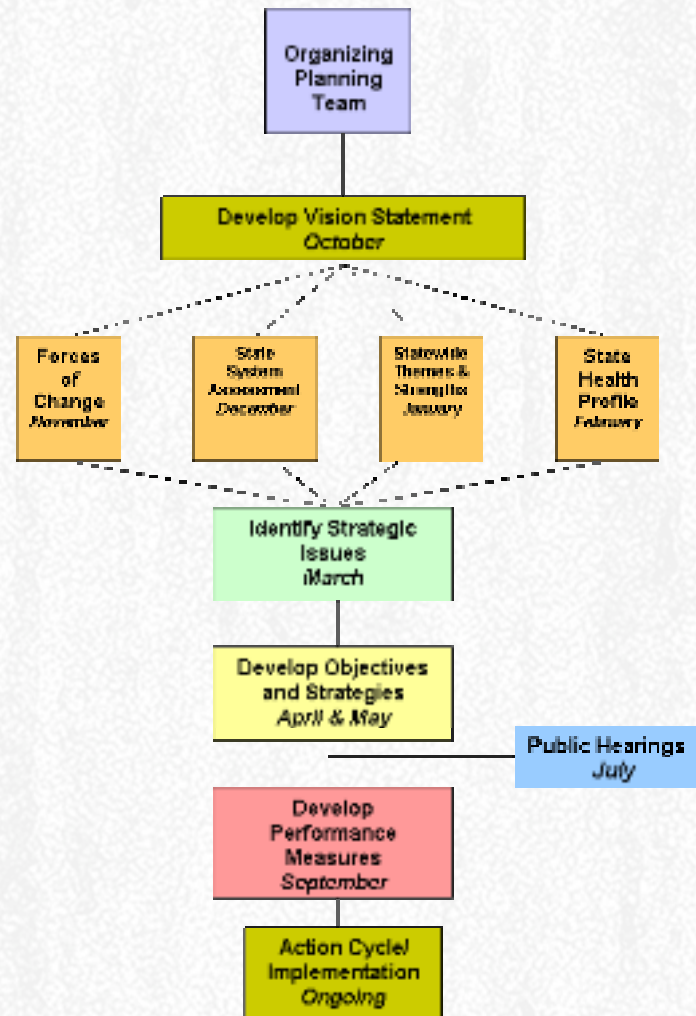 Organizing
Planning
Team
Develop Vision Statement
October
Forces
of
Change
November
State
System
Assessment
December
Statewide
Themes &
Strengths
January
State
Health
Profile
February
Identify Strategic
Issues
March
Develop Objectives
and Strategies
April & May
Public Hearings
July
Develop
Performance
Measures
September
Action Cycle/
Implementation
Ongoing